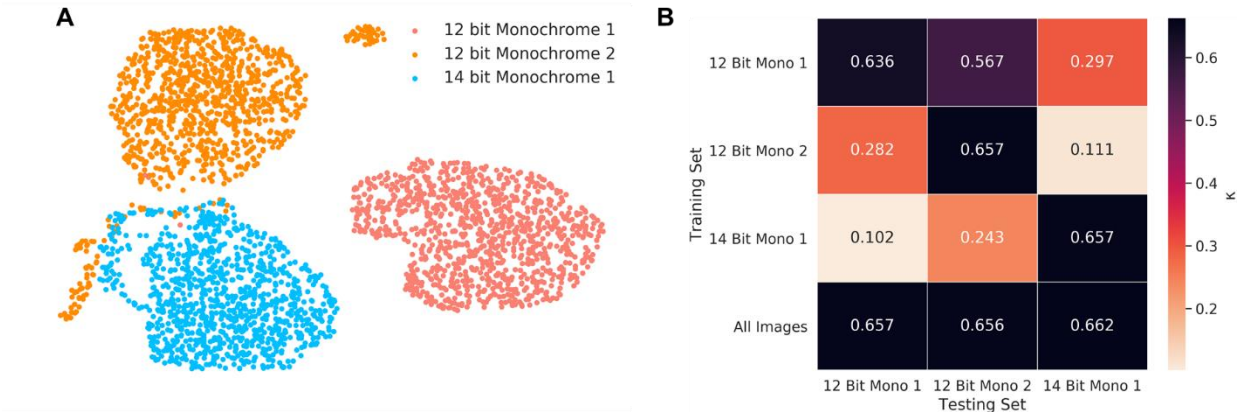 A
12 bit Monochrome 1
12 bit Monochrome 2
14 bit Monochrome 1
B
12 Bit Mono 1
0.636 0.567 0.297
12 Bit Mono 2
0.282 0.657 0.111
14 Bit Mono 1
0.102 0.243 0.657
All Images
0.657 0.656 0.662
12 Bit Mono 1 12 Bit Mono 2 14 Bit Mono 1
Testing Set
Training Set
0.6
0.5
0.4
0.3
0.2
κ